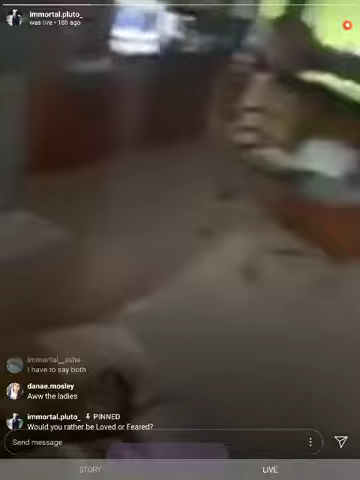 immortal.pluto_
was live • 18h ago
immortal__ashe
I have to say both
danae.mosley
Aww the ladies
immortal.pluto_ PINNED
Would you rather be Loved or Feared?
Send message
STORY LIVE